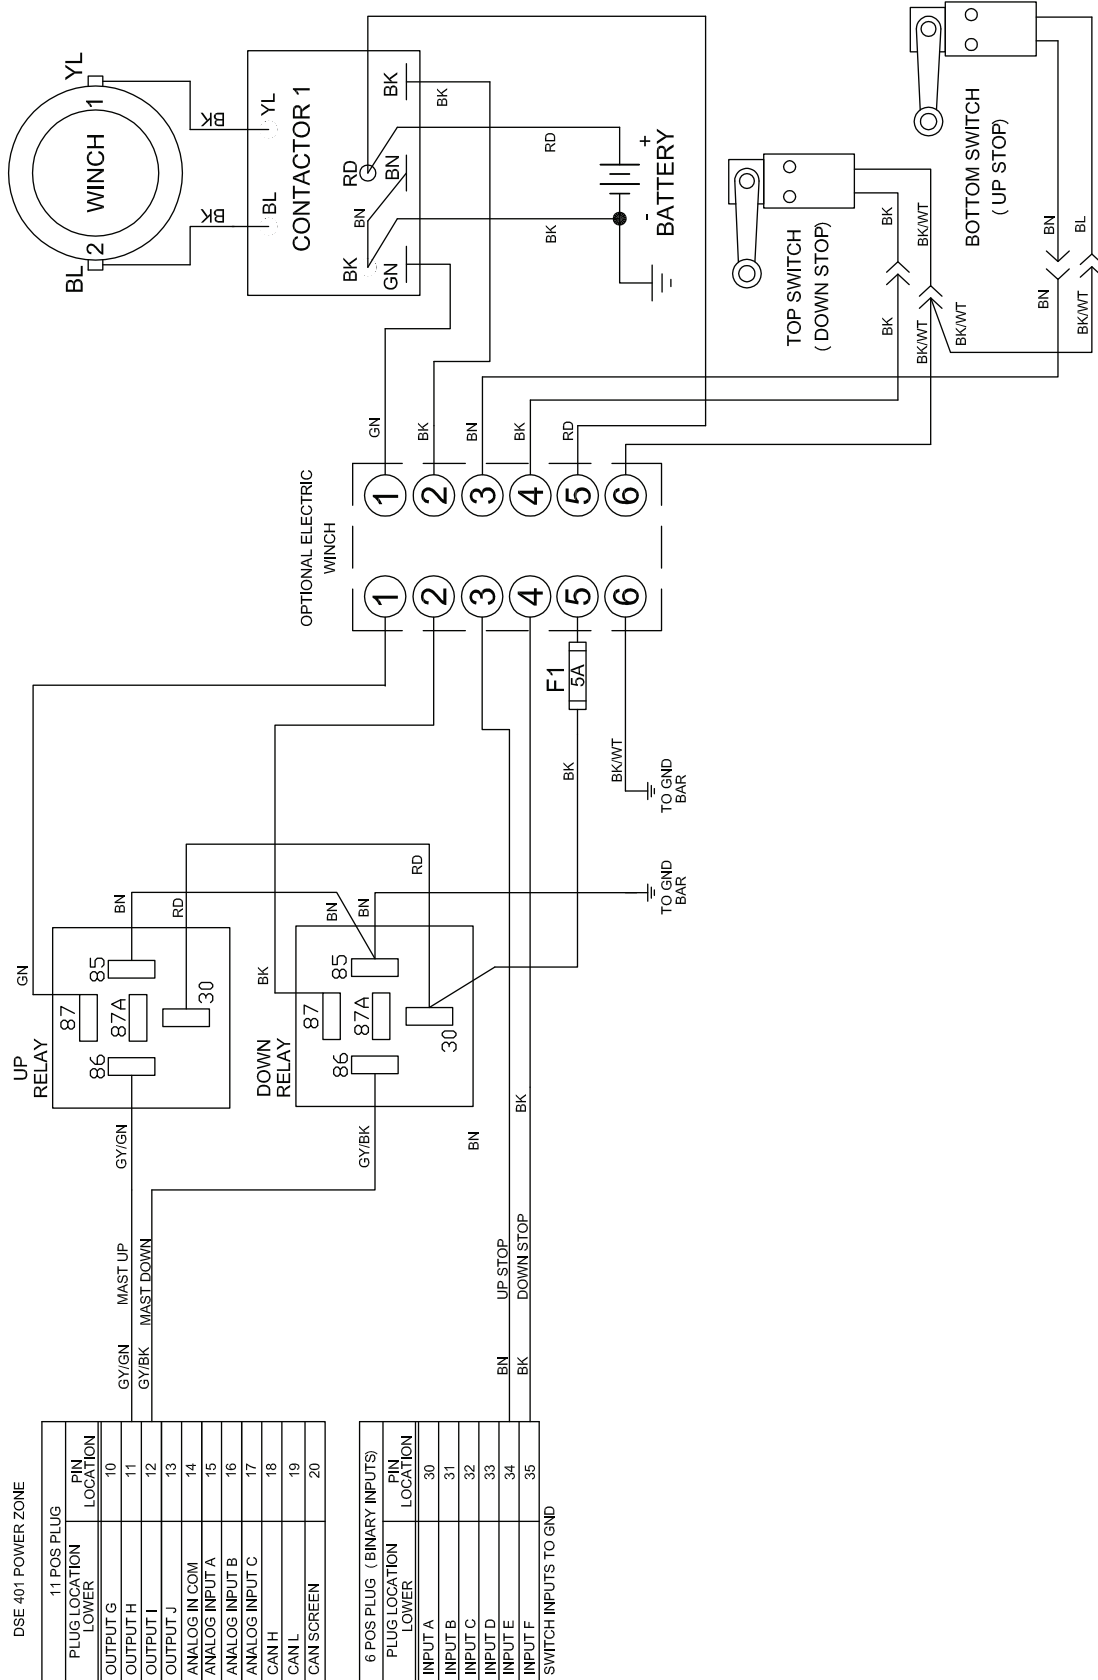 DSE 401 POWER ZONE
11 POS PLUG
PLUG LOCATION LOWER
PIN LOCATION
OUTPUT G 10
OUTPUT H 11
OUTPUT I 12
OUTPUT J 13
ANALOG IN COM 14
ANALOG INPUT A 15
ANALOG INPUT B 16
ANALOG INPUT C 17
CAN H 18
CAN L 19
CAN SCREEN 20
6 POS PLUG ( BINARY INPUTS)
PLUG LOCATION LOWER
PIN LOCATION
INPUT A 30
INPUT B 31
INPUT C 32
INPUT D 33
INPUT E 34
INPUT F 35
SWITCH INPUTS TO GND
GY/GN
MAST UP
GY/GN
GY/BK
MAST DOWN
GY/BK
BN
UP STOP
BN
BK
DOWN STOP
BK
UP
RELAY
86
87
87A
85
30
GN
BN
RD
DOWN
RELAY
86
87
87A
85
30
BK
BN
BN
RD
TO GND
BAR
BK
BK/WT
TO GND
BAR
F1
5A
OPTIONAL ELECTRIC
WINCH
1
2
3
4
5
6
1
2
3
4
5
6
GN
BK
BN
BK
RD
BL
2
WINCH
1
YL
BK
BK
BL
YL
CONTACTOR 1
BK
GN
BN
RD
BN
BK
BK
BK
RD
-
BATTERY
+
TOP SWITCH
( DOWN STOP)
BK
BK
BK/WT
BK/WT
BK/WT
BOTTOM SWITCH
( UP STOP)
BN
BN
BK/WT
BL